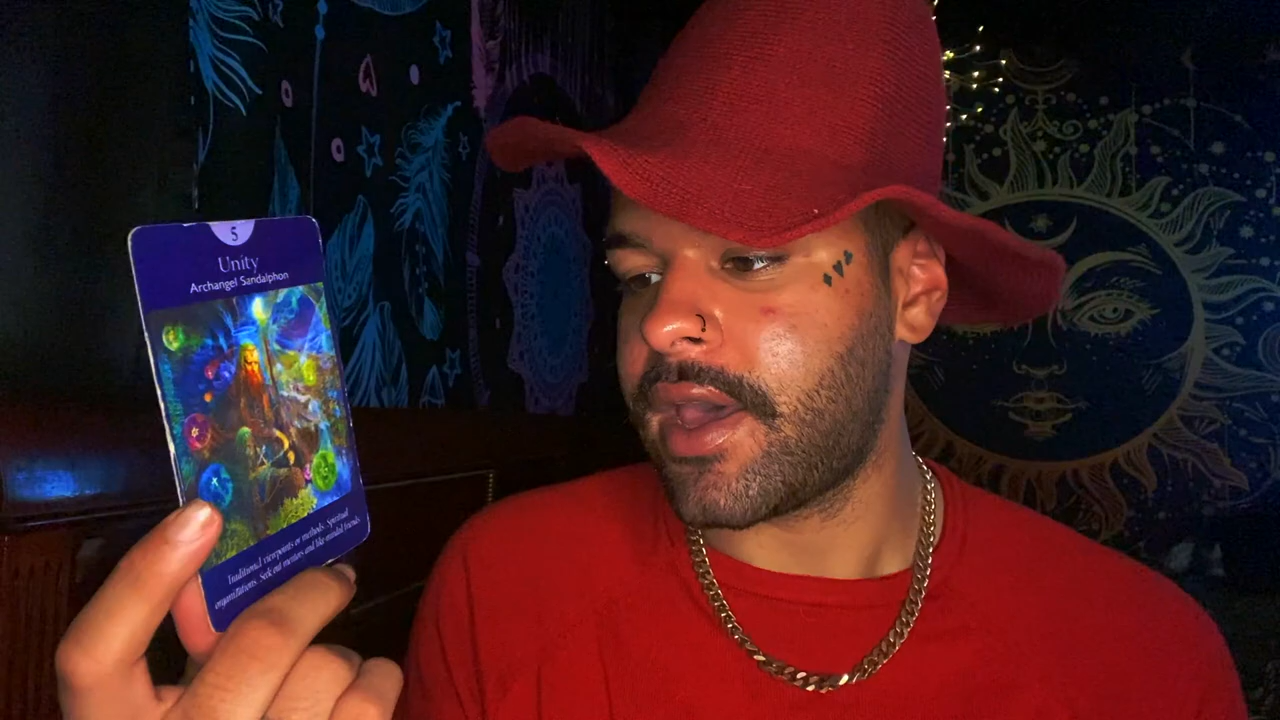 5
Unity
Archangel Sandalphon
Traditional viewpoints or methods. Spiritual
organizations. Seek out mentors and like-minded friends